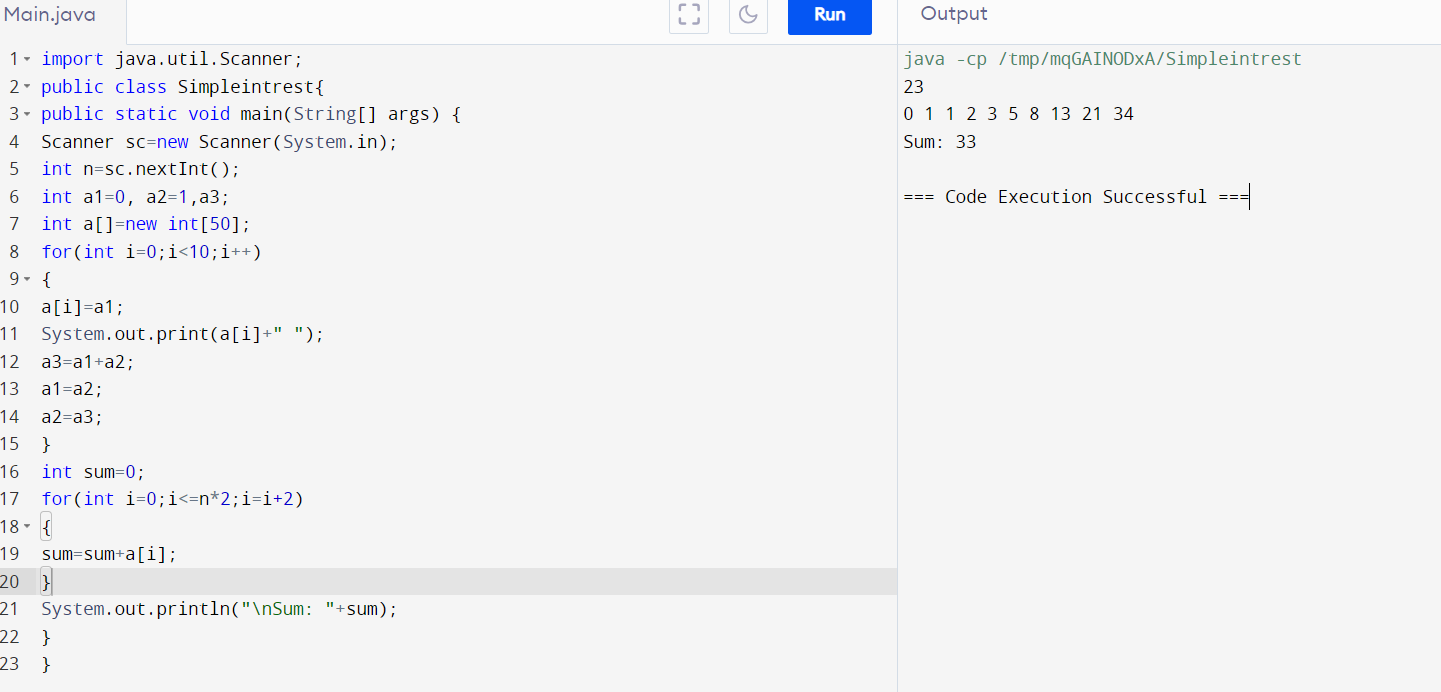 Main.java
Run
Output
1 import java.util.Scanner;
2 public class Simpleintrest{
3 public static void main(String[] args) {
4 Scanner sc=new Scanner(System.in);
5 int n=sc.nextInt();
6 int a1=0, a2=1,a3;
7 int a[]=new int[50];
8 for(int i=0;i<10;i++)
9 {
10 a[i]=a1;
11 System.out.print(a[i]+" ");
12 a3=a1+a2;
13 a1=a2;
14 a2=a3;
15 }
16 int sum=0;
17 for(int i=0;i<=n*2;i=i+2)
18 {
19 sum=sum+a[i];
20 }
21 System.out.println("\nSum: "+sum);
22 }
23 }
java -cp /tmp/mqGAINODxA/Simpleintrest
23
0 1 1 2 3 5 8 13 21 34
Sum: 33
=== Code Execution Successful ===